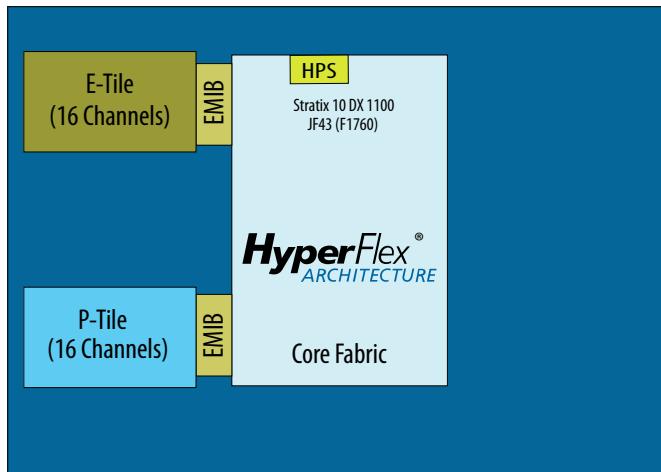 E-Tile
(16 Channels)
EMIB
HPS
Stratix 10 DX 1100
JF43 (F1760)
HyperFlex®
ARCHITECTURE
P-Tile
(16 Channels)
EMIB
Core Fabric